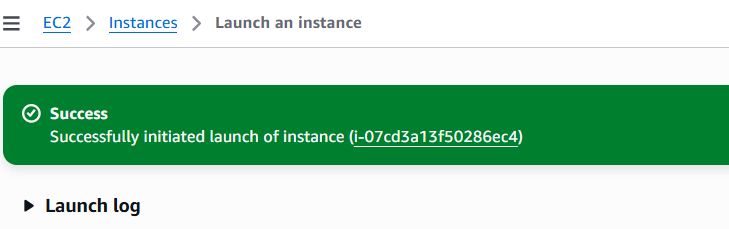 EC2 > Instances > Launch an instance
Success
Successfully initiated launch of instance (i-07cd3a13f50286ec4)
Launch log